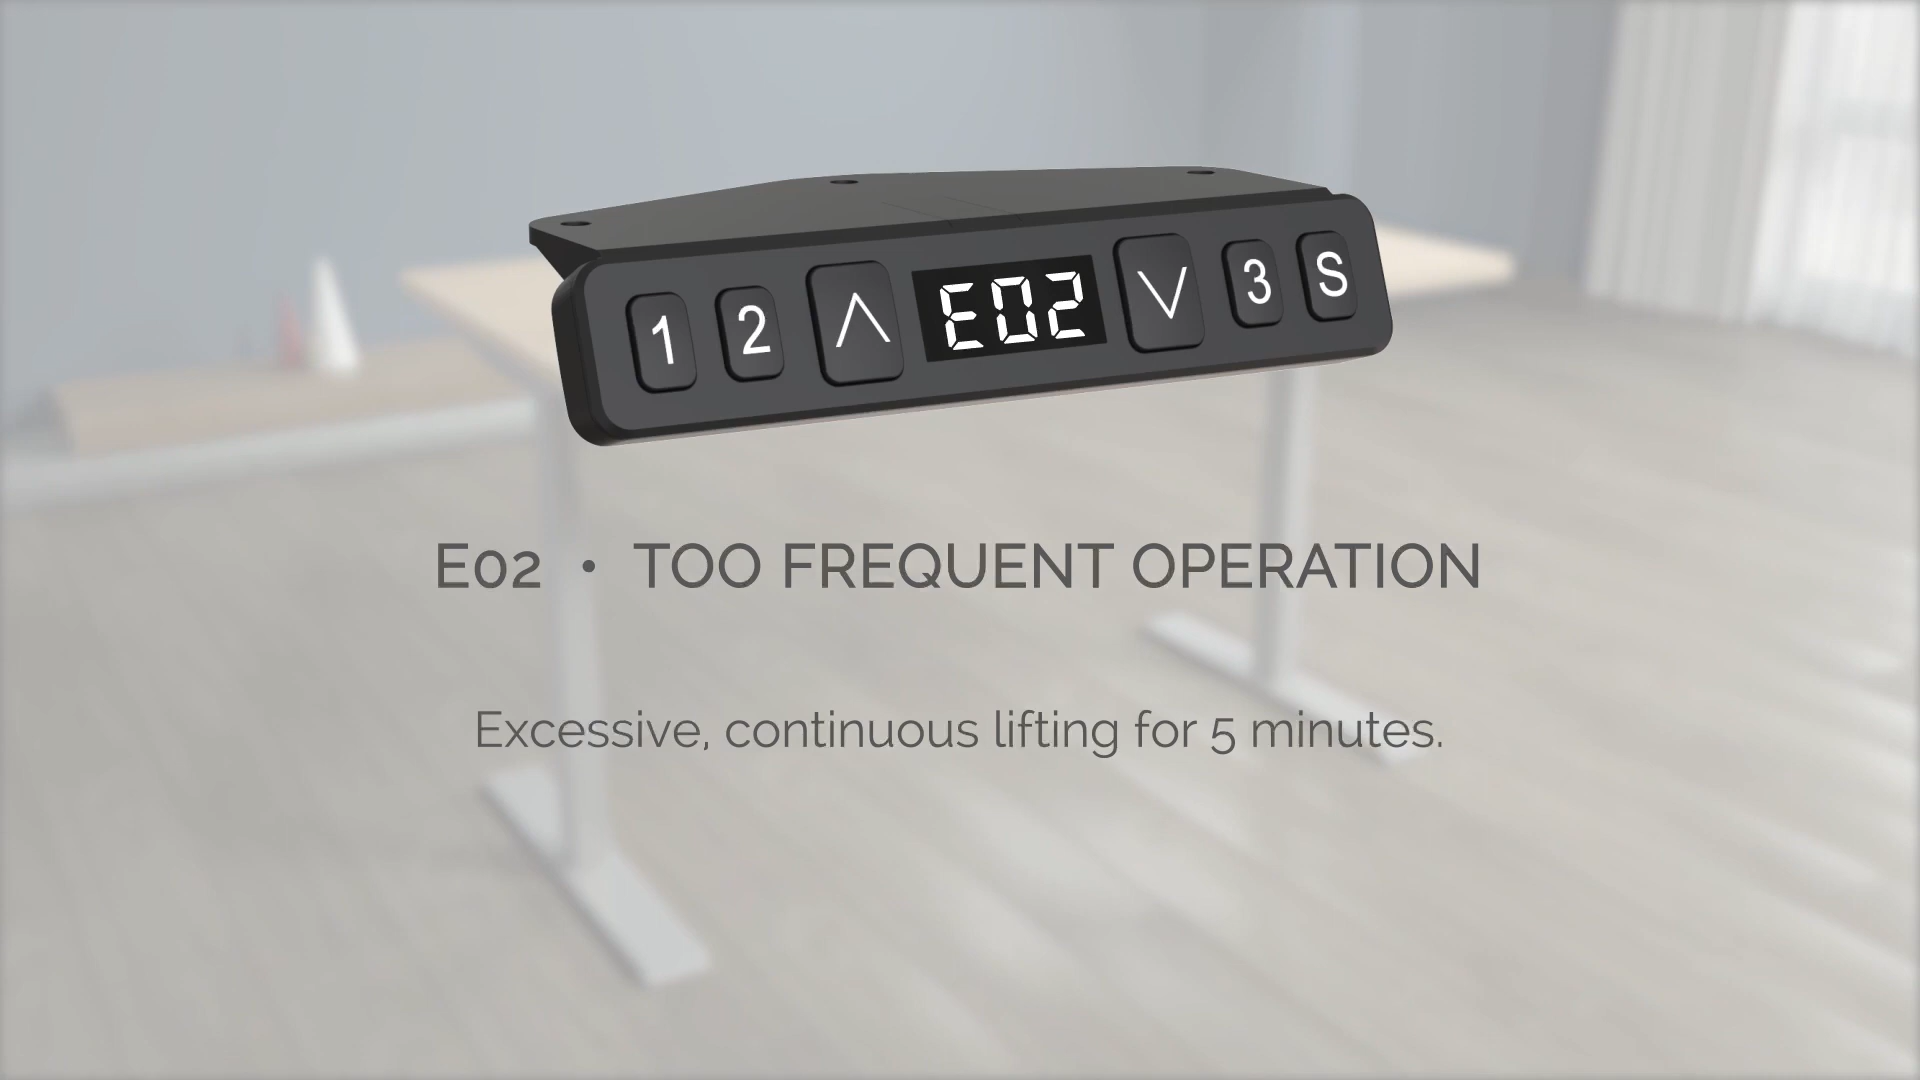 1 2 E02 3 S
E02 • TOO FREQUENT OPERATION
Excessive, continuous lifting for 5 minutes.